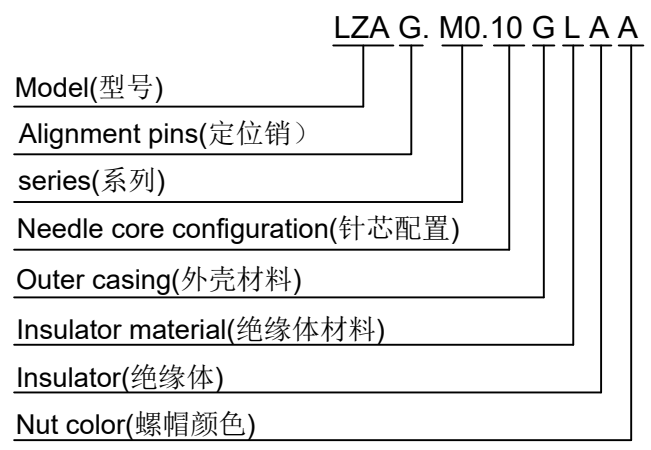 LZA G. M0.10 G L A A
Model(型号)
Alignment pins(定位销）
series(系列)
Needle core configuration(针芯配置)
Outer casing(外壳材料)
Insulator material(绝缘体材料)
Insulator(绝缘体)
Nut color(螺帽颜色)